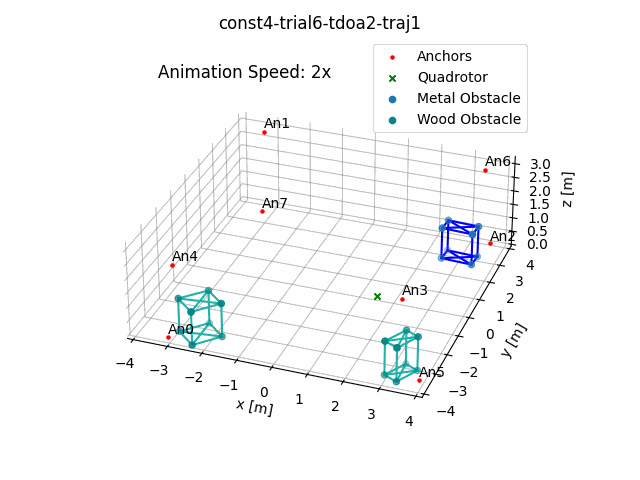 const4-trial6-tdoa2-traj1
Animation Speed: 2x
Anchors
Quadrotor
Metal Obstacle
Wood Obstacle
An1
An6
An7
An2
An4
An3
An0
An5
3.0
2.5
2.0
1.5
1.0
0.5
0.0
z [m]
4
3
2
1
0
−1
−2
−3
−4
y [m]
−4
−3
−2
−1
0
1
2
3
4
x [m]